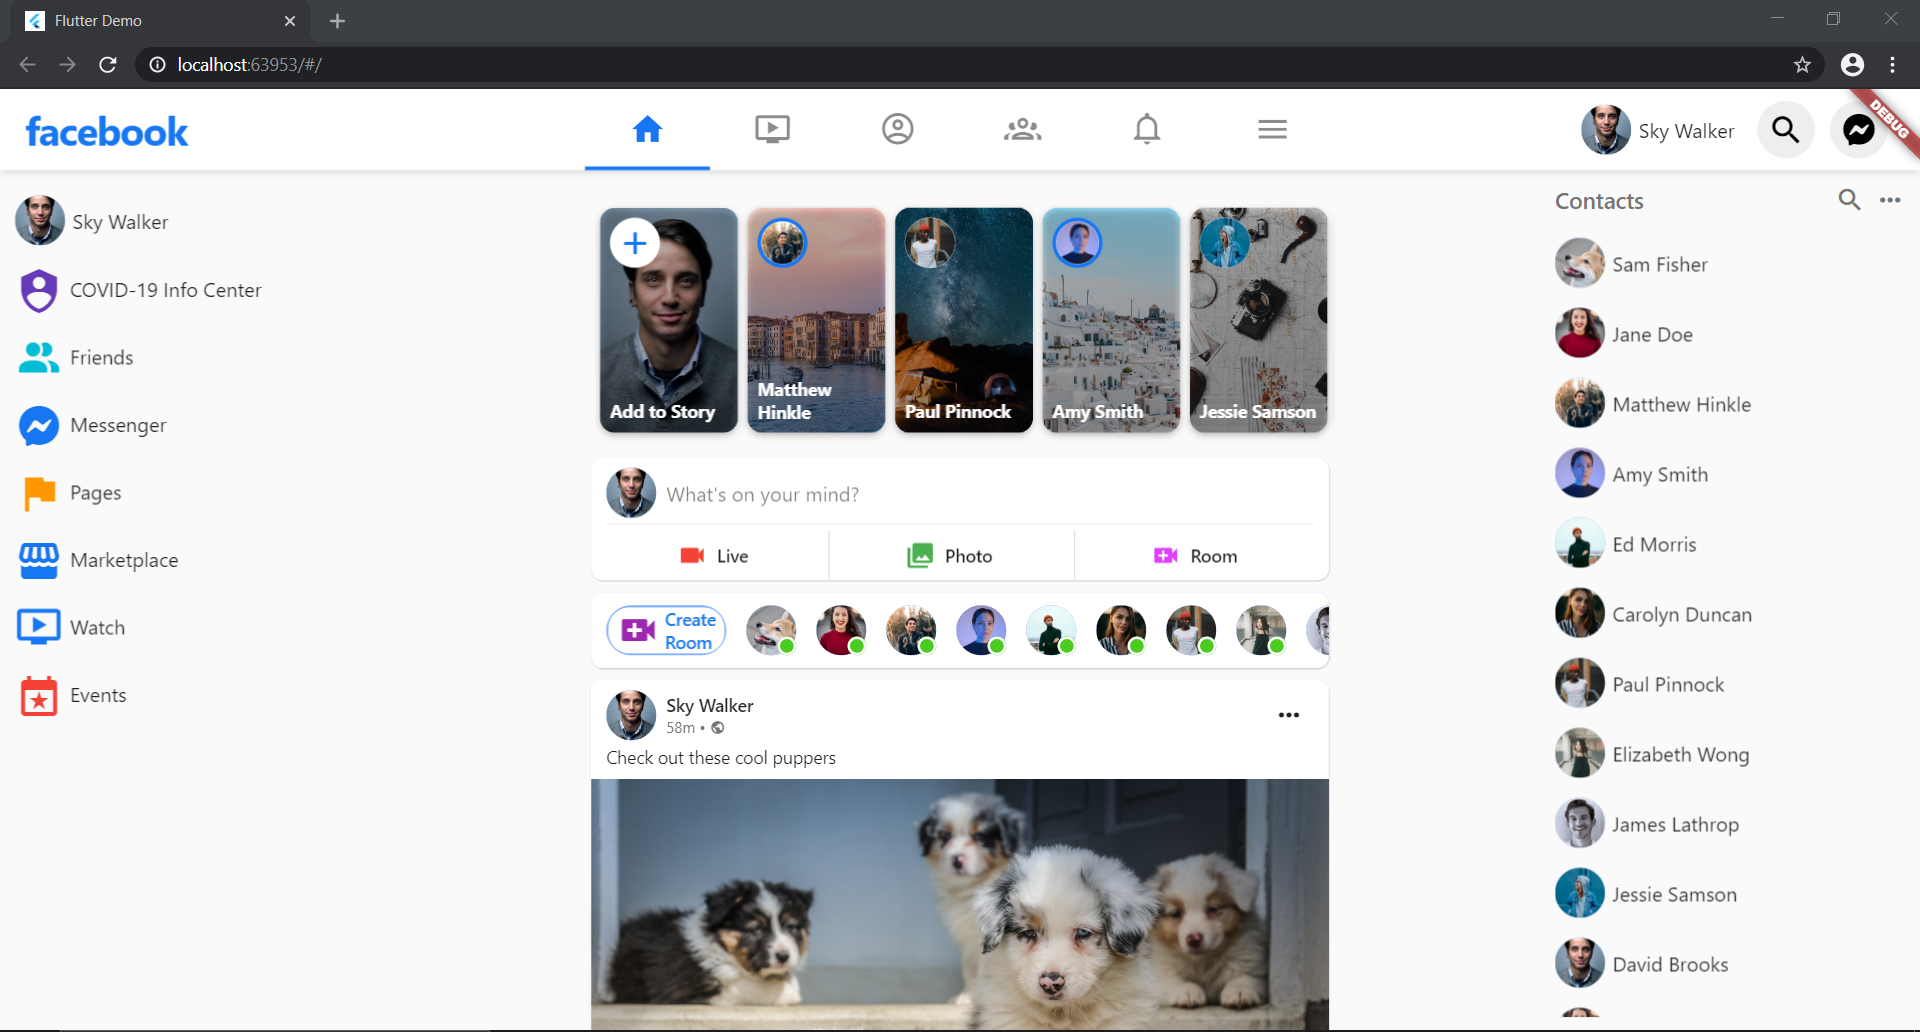 Flutter Demo
localhost:63953/#/
facebook
Sky Walker
DEBUG
Sky Walker
COVID-19 Info Center
Friends
Messenger
Pages
Marketplace
Watch
Events
Add to Story
Matthew
Hinkle
Paul Pinnock
Amy Smith
Jessie Samson
What's on your mind?
Live
Photo
Room
Create
Room
Sky Walker
58m •
Check out these cool puppers
Contacts
Sam Fisher
Jane Doe
Matthew Hinkle
Amy Smith
Ed Morris
Carolyn Duncan
Paul Pinnock
Elizabeth Wong
James Lathrop
Jessie Samson
David Brooks